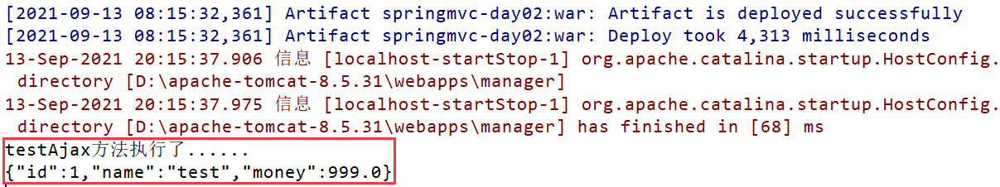 [2021-09-13 08:15:32,361] Artifact springmvc-day02:war: Artifact is deployed successfully
[2021-09-13 08:15:32,361] Artifact springmvc-day02:war: Deploy took 4,313 milliseconds
13-Sep-2021 20:15:37.906 信息 [localhost-startStop-1] org.apache.catalina.startup.HostConfig.
directory [D:\apache-tomcat-8.5.31\webapps\manager]
13-Sep-2021 20:15:37.975 信息 [localhost-startStop-1] org.apache.catalina.startup.HostConfig.
directory [D:\apache-tomcat-8.5.31\webapps\manager] has finished in [68] ms
testAjax方法执行了......
{"id":1,"name":"test","money":999.0}